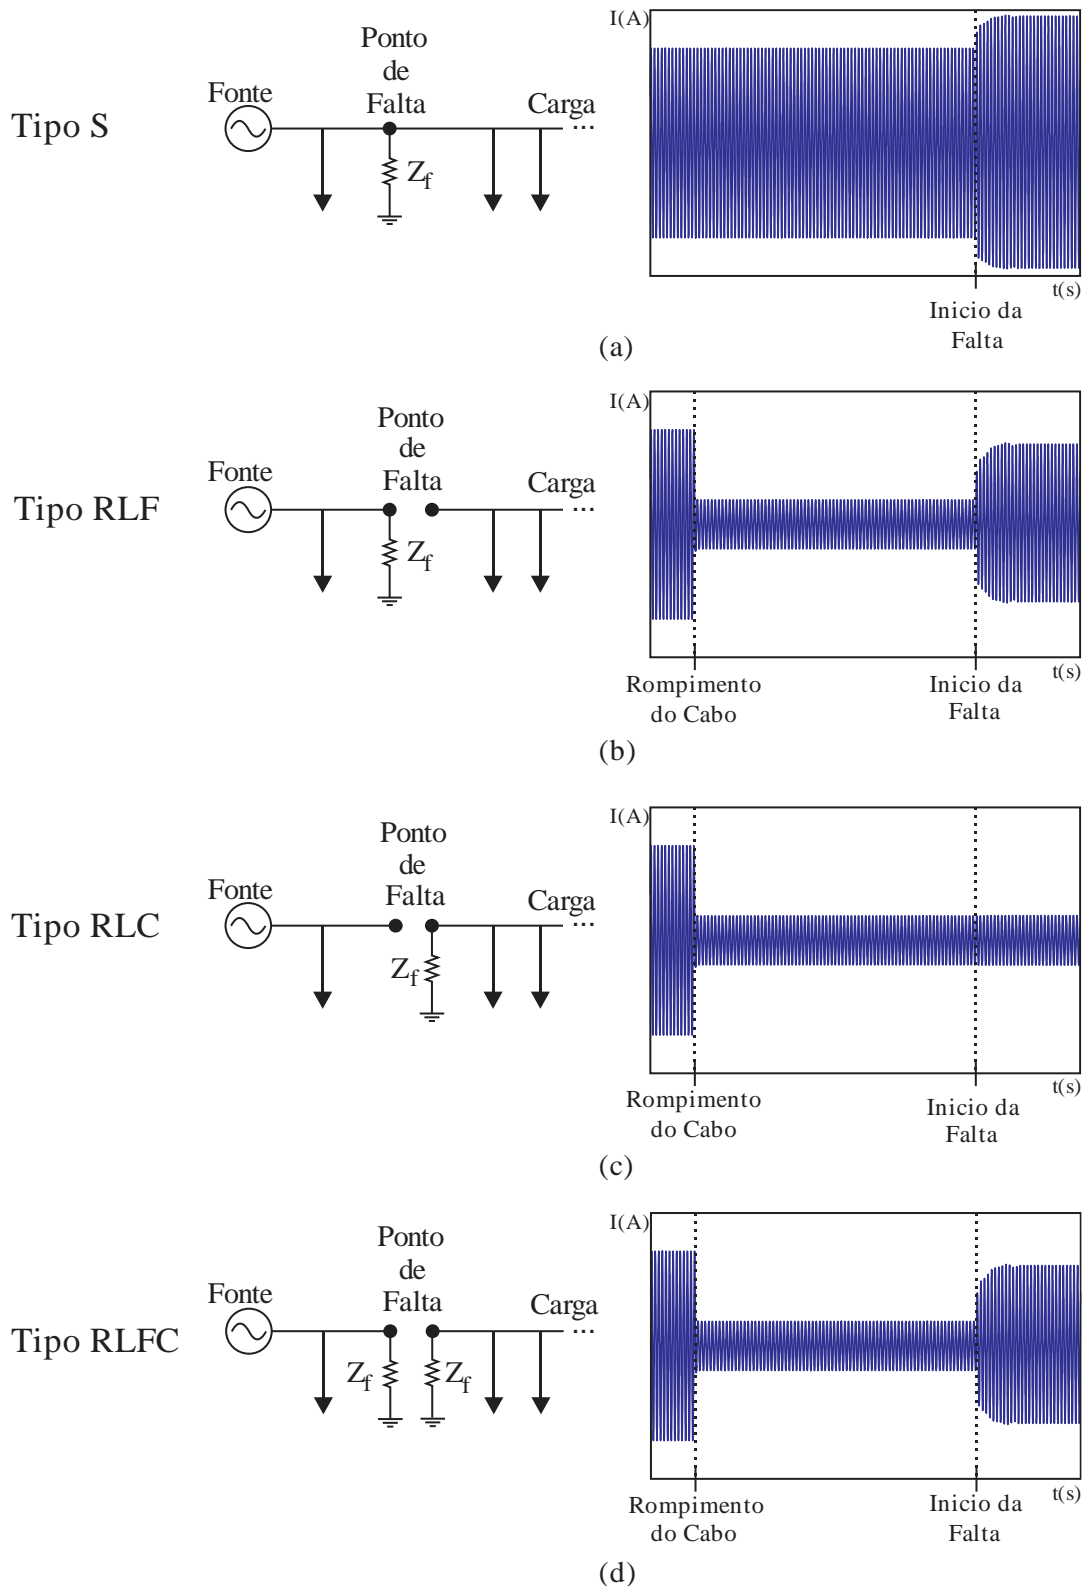 Tipo S
Fonte
Ponto
de
Falta
Carga
...
Zf
I(A)
t(s)
Inicio da
Falta
(a)
Tipo RLF
Fonte
Ponto
de
Falta
Carga
...
Zf
I(A)
t(s)
Rompimento
do Cabo
Inicio da
Falta
(b)
Tipo RLC
Fonte
Ponto
de
Falta
Carga
...
Zf
I(A)
t(s)
Rompimento
do Cabo
Inicio da
Falta
(c)
Tipo RLFC
Fonte
Ponto
de
Falta
Carga
...
Zf
Zf
I(A)
t(s)
Rompimento
do Cabo
Inicio da
Falta
(d)